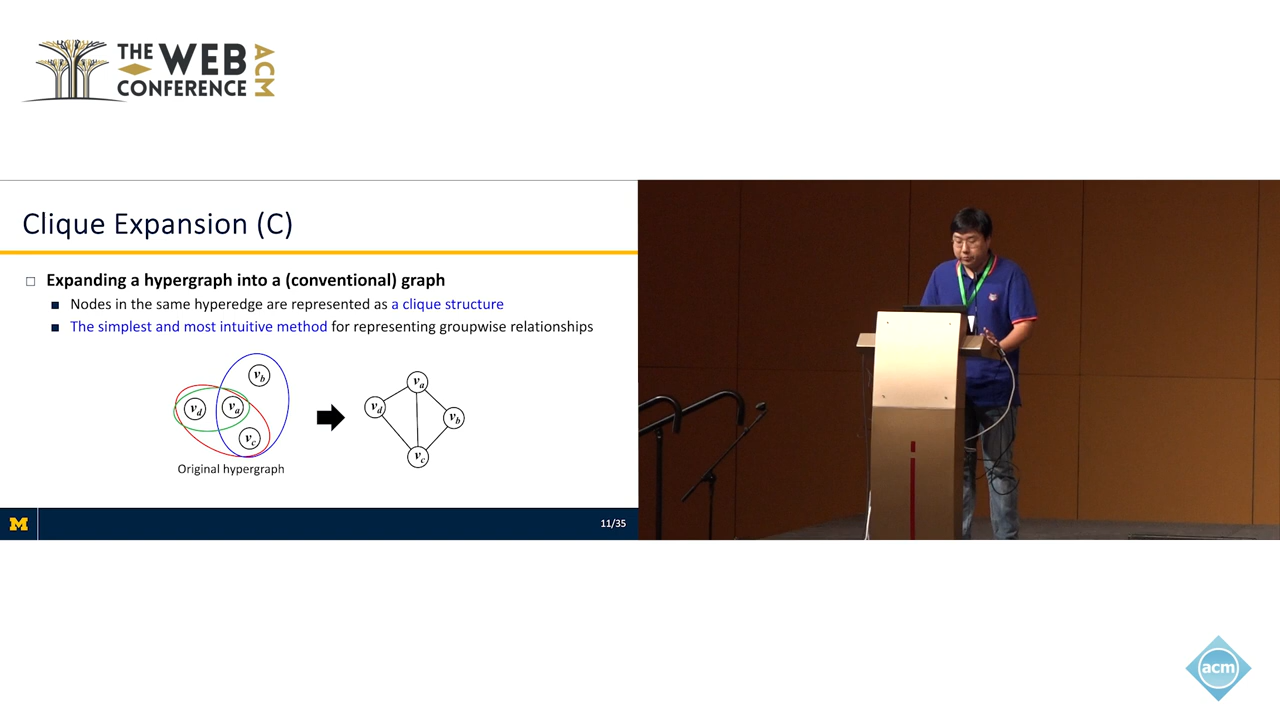 THE WEB
CONFERENCE
ACM
Clique Expansion (C)
Expanding a hypergraph into a (conventional) graph
Nodes in the same hyperedge are represented as a clique structure
The simplest and most intuitive method for representing groupwise relationships
v_b
v_d
v_a
v_c
Original hypergraph
v_a
v_d
v_b
v_c
M
11/35
acm